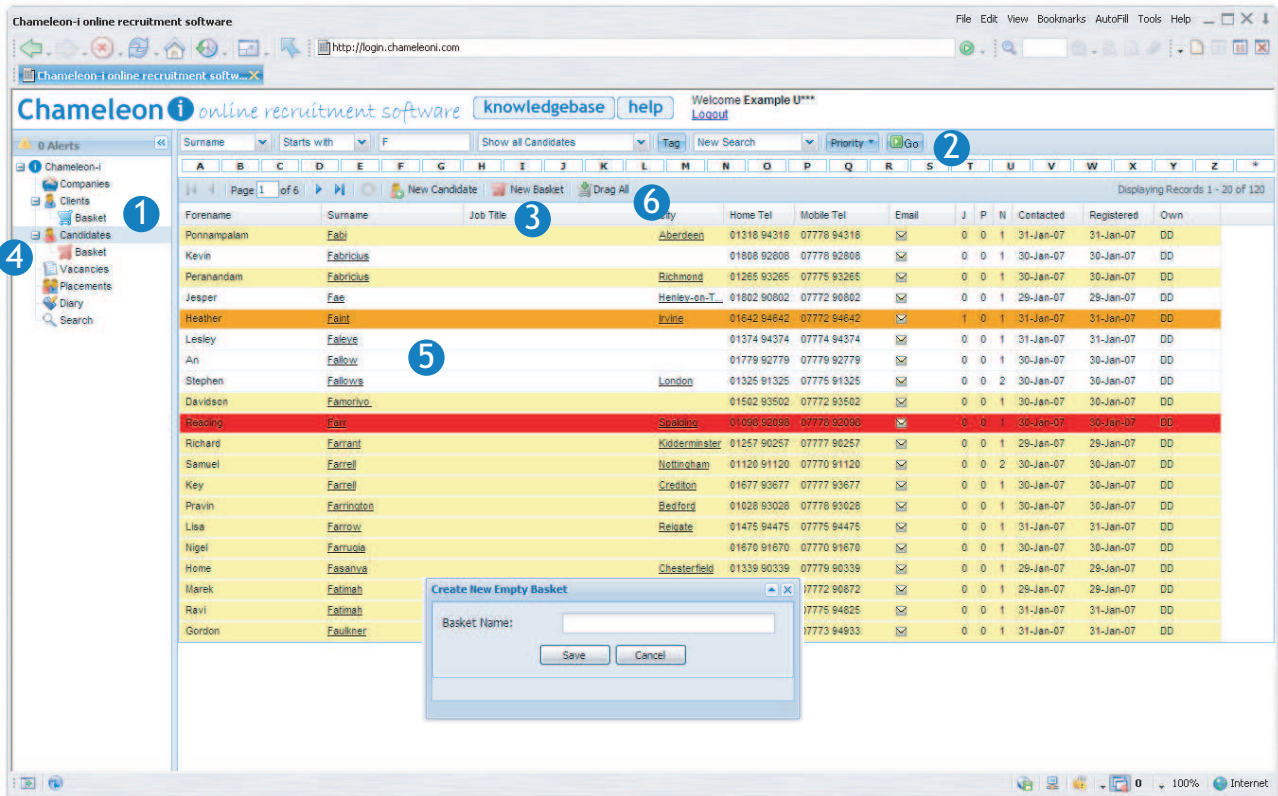 Chameleon-i online recruitment software File Edit View Bookmarks AutoFill Tools Help
http://login.chameleoni.com
Chameleon-i online recruitment softw...
Chameleon i online recruitment software knowledgebase help Welcome Example U***
Logout
0 Alerts
Chameleon-i
Companies
Clients
Basket
1
Candidates
Basket
4
Vacancies
Placements
Diary
Search
Surname Starts with F Show all Candidates Tag New Search Priority Go 2
A B C D E F G H I J K L M N O P Q R S T U V W X Y Z *
Page 1 of 6 New Candidate New Basket Drag All Displaying Records 1 - 20 of 120
3 6
Forename Surname Job Title City Home Tel Mobile Tel Email J P N Contacted Registered Own
Ponnampalam Fabi Aberdeen 01318 94318 07778 94318 0 0 1 31-Jan-07 31-Jan-07 DD
Kevin Fabricius 01808 92808 07778 92808 0 0 1 30-Jan-07 30-Jan-07 DD
Peranandam Fabricius Richmond 01265 93265 07775 93265 0 0 1 30-Jan-07 30-Jan-07 DD
Jesper Fae Henley-on-T... 01802 90802 07772 90802 0 0 1 29-Jan-07 29-Jan-07 DD
Heather Faint Irvine 01642 94642 07772 94642 1 0 1 31-Jan-07 31-Jan-07 DD
Lesley Faleye 01374 94374 07774 94374 0 0 1 31-Jan-07 31-Jan-07 DD
An Fallow 5 01779 92779 07779 92779 0 0 1 30-Jan-07 30-Jan-07 DD
Stephen Fallows London 01325 91325 07775 91325 0 0 2 30-Jan-07 30-Jan-07 DD
Davidson Famoriyo 01502 93502 07772 93502 0 0 1 30-Jan-07 30-Jan-07 DD
Reading Farr Spalding 01098 92098 07778 92098 0 0 1 30-Jan-07 30-Jan-07 DD
Richard Farrant Kidderminster 01257 90257 07777 90257 0 0 1 29-Jan-07 29-Jan-07 DD
Samuel Farrell Nottingham 01120 91120 07770 91120 0 0 2 30-Jan-07 30-Jan-07 DD
Key Farrell Crediton 01677 93677 07777 93677 0 0 1 30-Jan-07 30-Jan-07 DD
Pravin Farrington Bedford 01028 93028 07778 93028 0 0 1 30-Jan-07 30-Jan-07 DD
Lisa Farrow Reigate 01475 94475 07775 94475 0 0 1 31-Jan-07 31-Jan-07 DD
Nigel Farrugia 01670 91670 07770 91670 0 0 1 30-Jan-07 30-Jan-07 DD
Home Fasanya Chesterfield 01339 90339 07779 90339 0 0 1 29-Jan-07 29-Jan-07 DD
Marek Fatimah 90872 0 0 1 29-Jan-07 29-Jan-07 DD
Ravi Fatimah 94825 0 0 1 31-Jan-07 31-Jan-07 DD
Gordon Faulkner 94933 0 0 1 31-Jan-07 31-Jan-07 DD
Create New Empty Basket
Basket Name:
Save Cancel
0 100% Internet